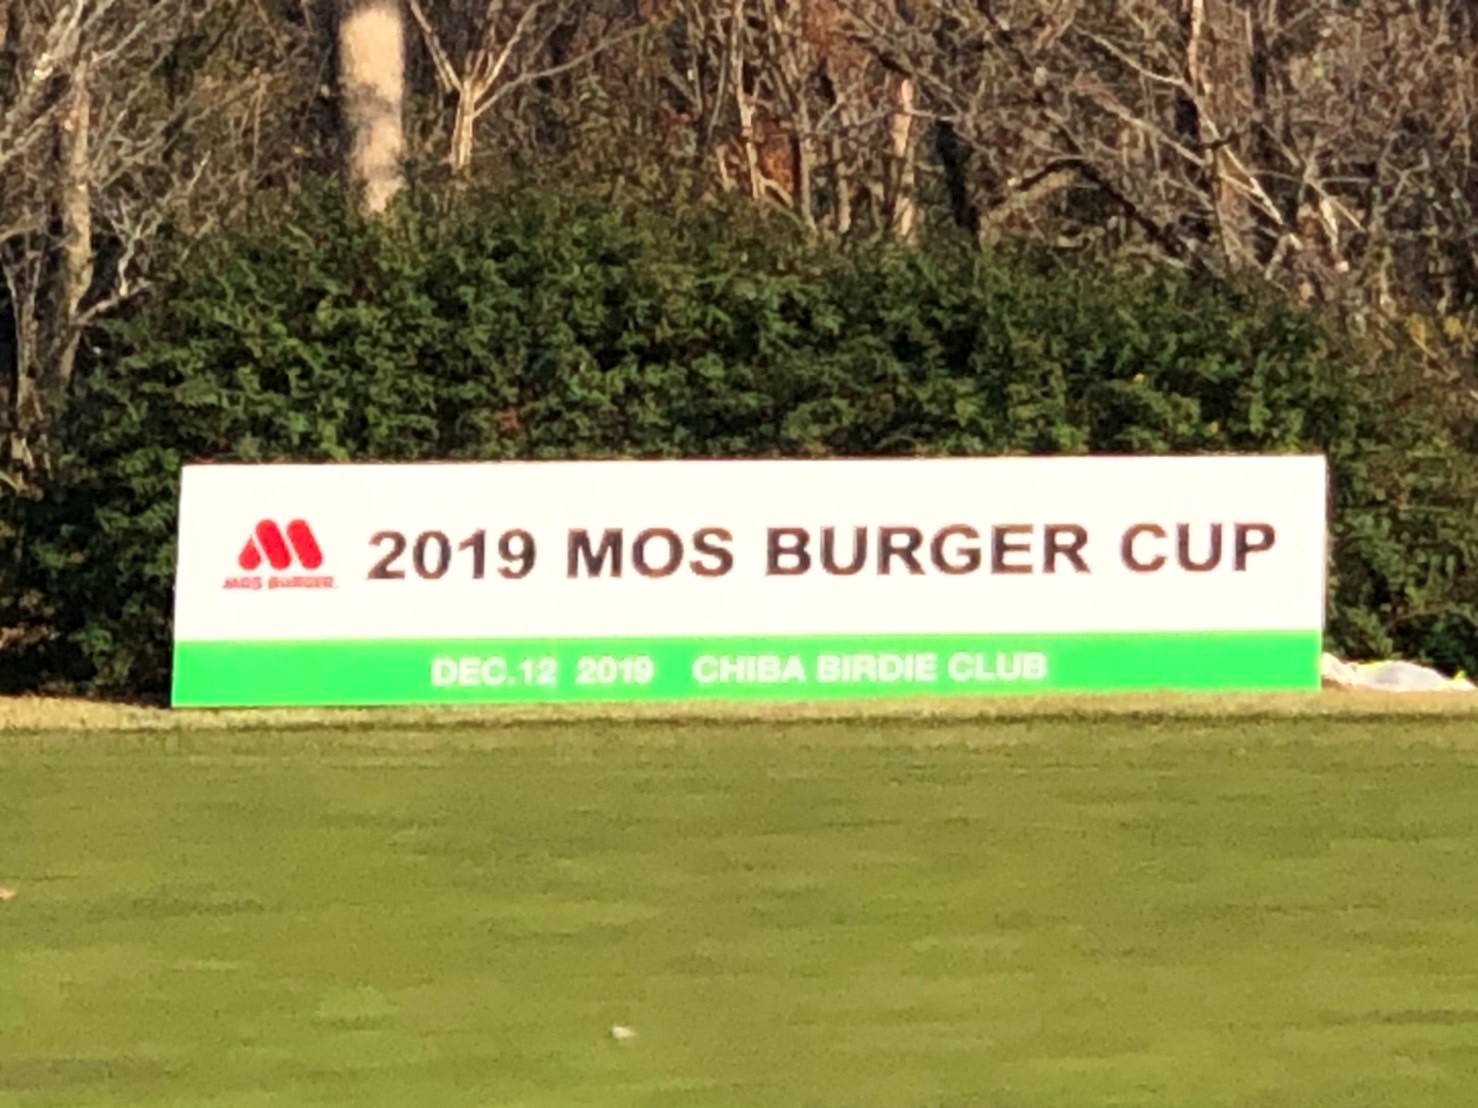 2019 MOS BURGER CUP
MOS BURGER
DEC.12 2019 CHIBA BIRDIE CLUB